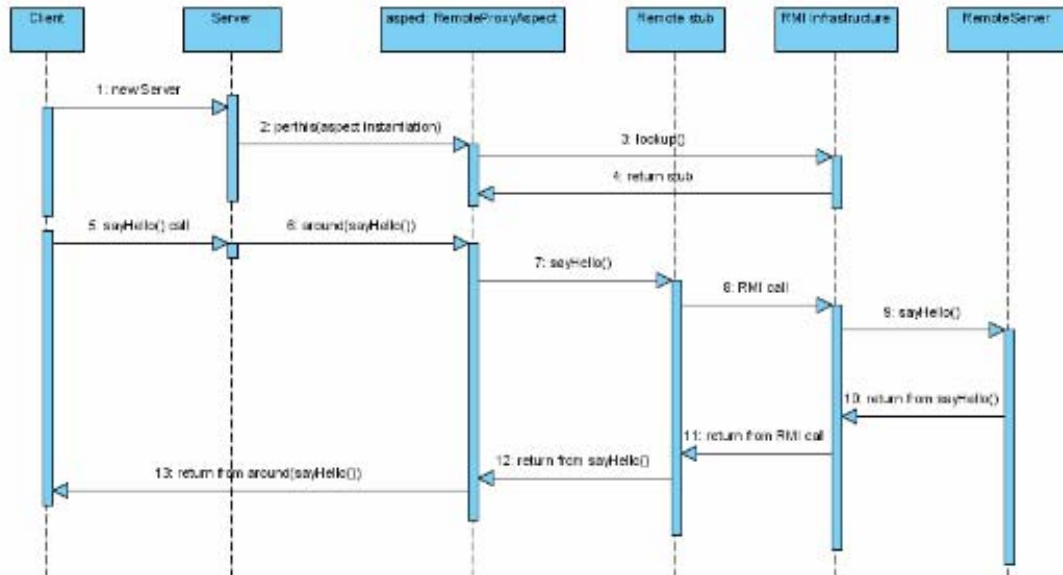 Client
Server
aspect: RemoteProxyAspect
Remote stub
RMI Infrastructure
RemoteServer
1: newServer
2: perthis(aspect instantiation)
3: lookup()
4: return stub
5: sayHello() call
6: around(sayHello())
7: sayHello()
8: RMI call
9: sayHello()
10: return from sayHello()
11: return from RMI call
12: return from sayHello()
13: return from around(sayHello())